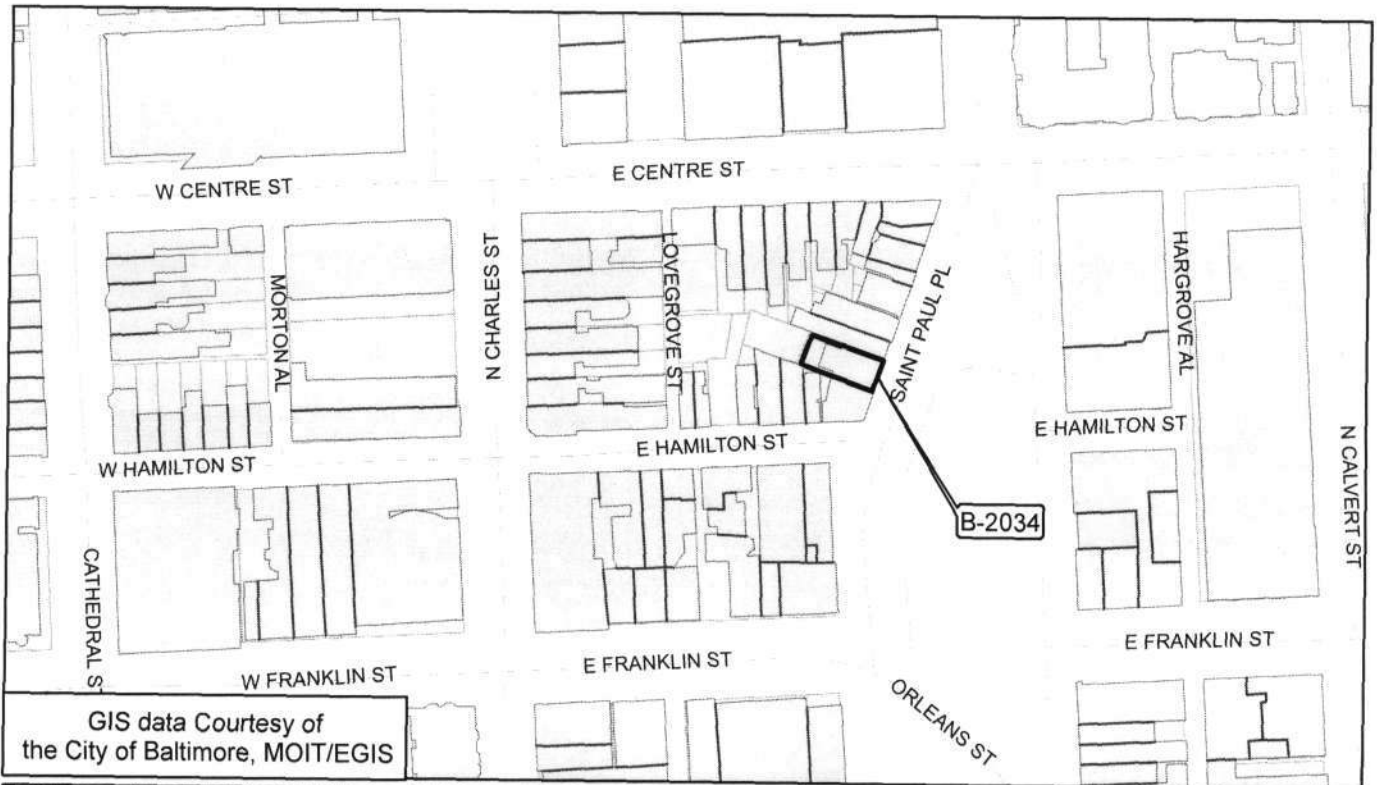 W CENTRE ST
E CENTRE ST
N CHARLES ST
LOVEGROVE ST
MORTON AL
SAINT PAUL PL
HARGROVE AL
E HAMILTON ST
E HAMILTON ST
W HAMILTON ST
N CALVERT ST
B-2034
CATHEDRAL ST
E FRANKLIN ST
E FRANKLIN ST
W FRANKLIN ST
ORLEANS ST
GIS data Courtesy of
the City of Baltimore, MOIT/EGIS